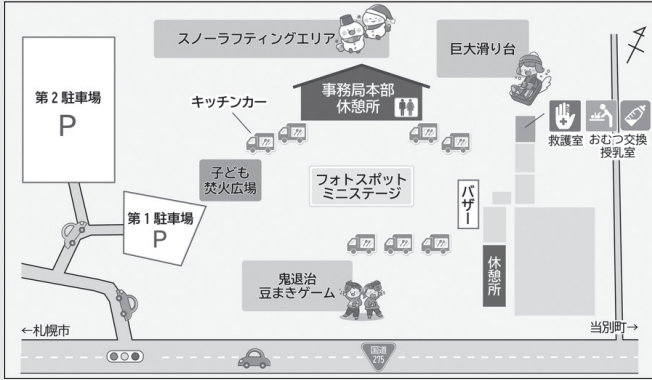 スノーラフティングエリア
巨大滑り台
4
第2駐車場
P
キッチンカー
事務局本部
休憩所
救護室
おむつ交換
授乳室
子ども
焚火広場
フォトスポット
ミニステージ
バザー
第1駐車場
P
鬼退治
豆まきゲーム
休憩所
←札幌市
当別町→
国道
275